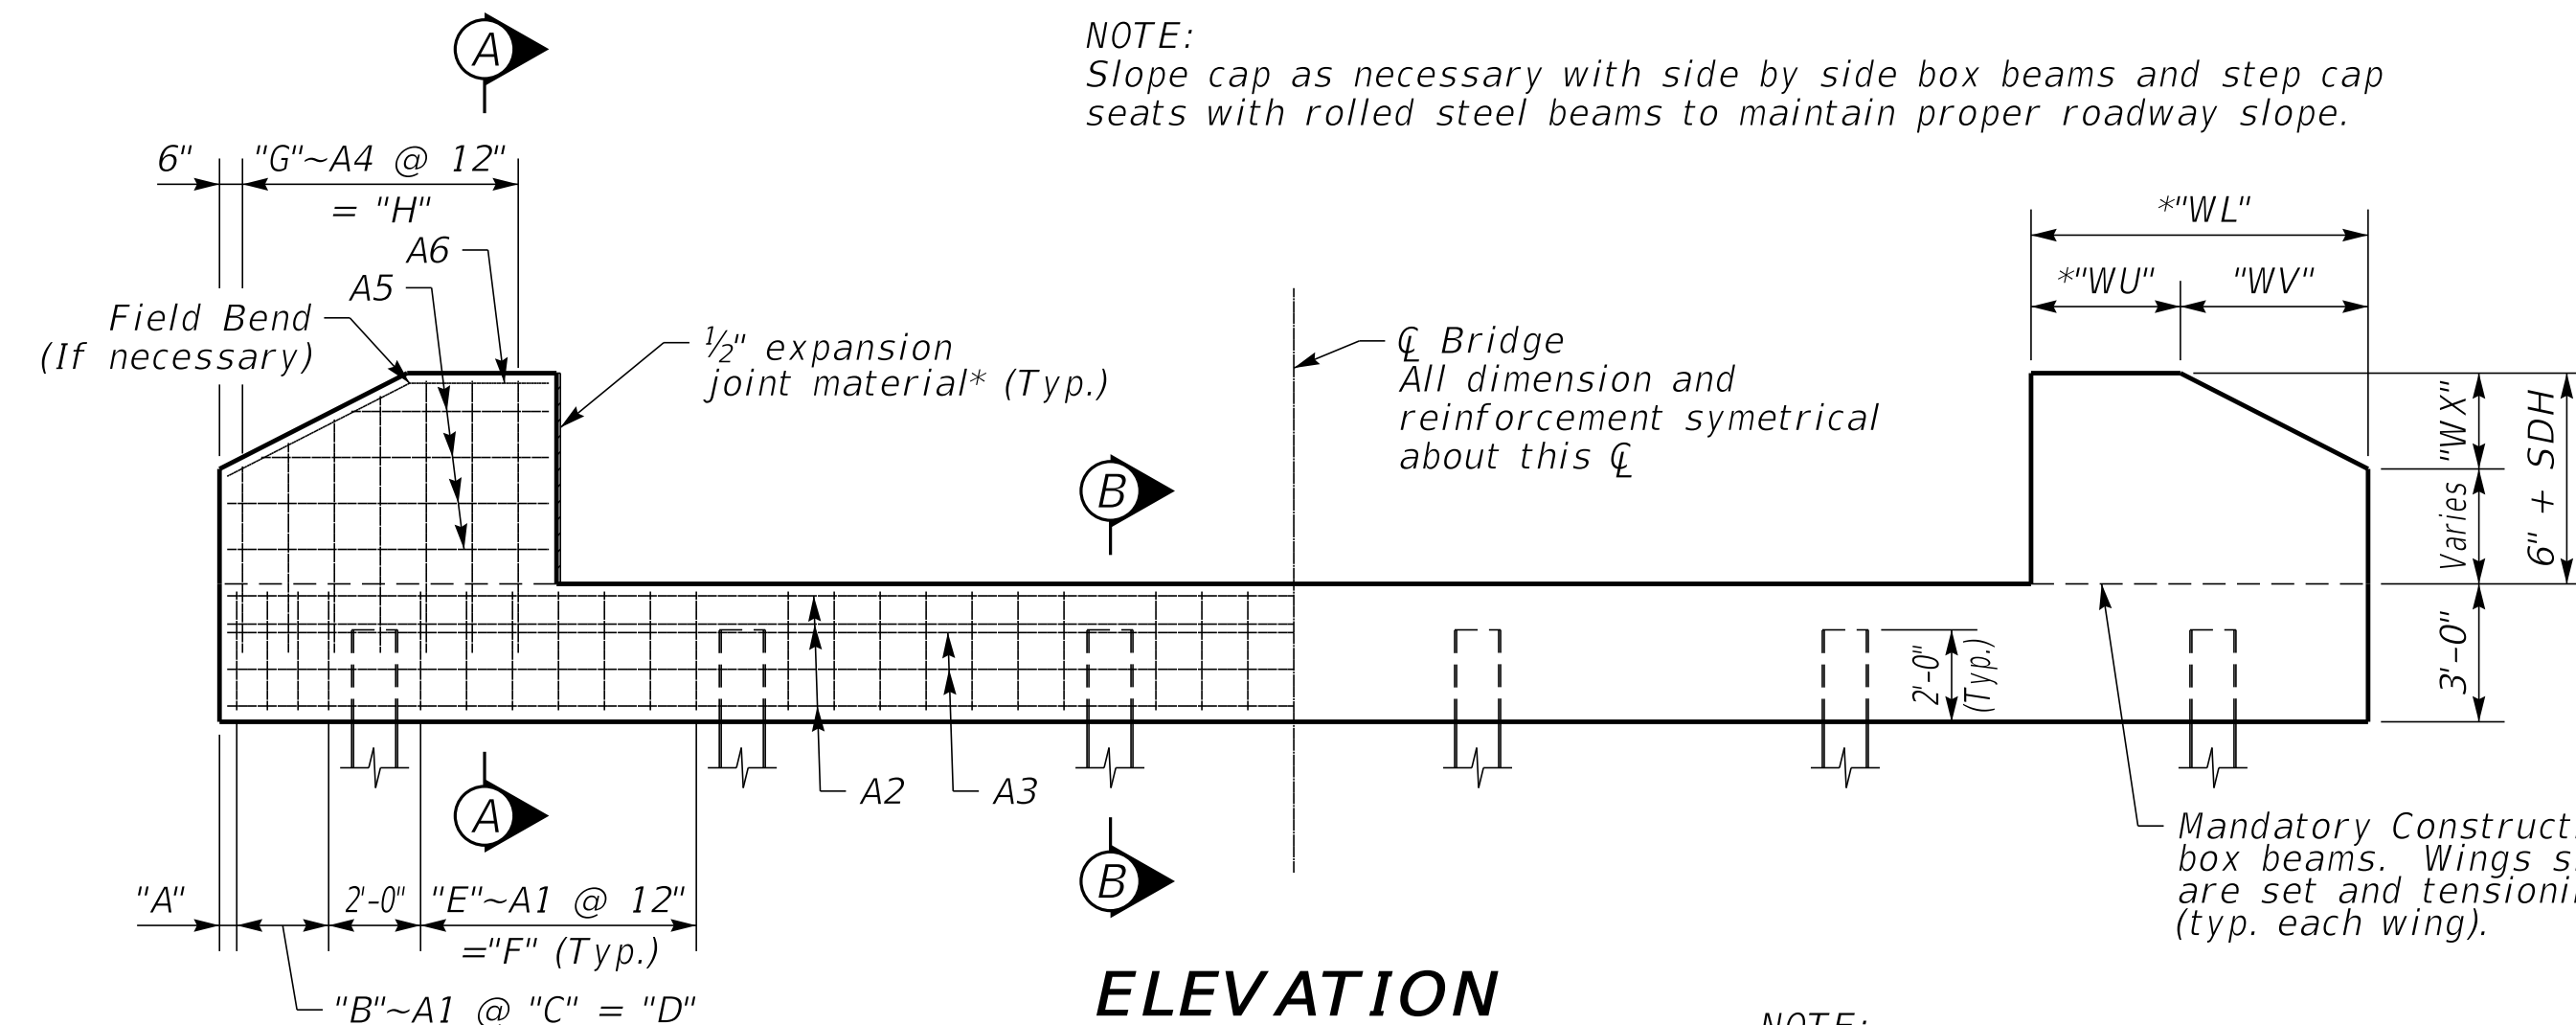 A
NOTE:
Slope cap as necessary with side by side box beams and step cap
seats with rolled steel beams to maintain proper roadway slope.
6"
"G"~A4 @ 12"
= "H"
A6
A5
Field Bend
(If necessary)
½" expansion
joint material* (Typ.)
℄ Bridge
All dimension and
reinforcement symetrical
about this ℄
*"WL"
*"WU"
"WV"
"WX"
Varies
6" + SDH
3'-0"
B
2'-0"
(Typ.)
A2
A3
A
B
Mandatory Construct
box beams. Wings s
are set and tensioni
(typ. each wing).
"A"
2'-0"
"E"~A1 @ 12"
="F" (Typ.)
"B"~A1 @ "C" = "D"
ELEVATION
NOTE: